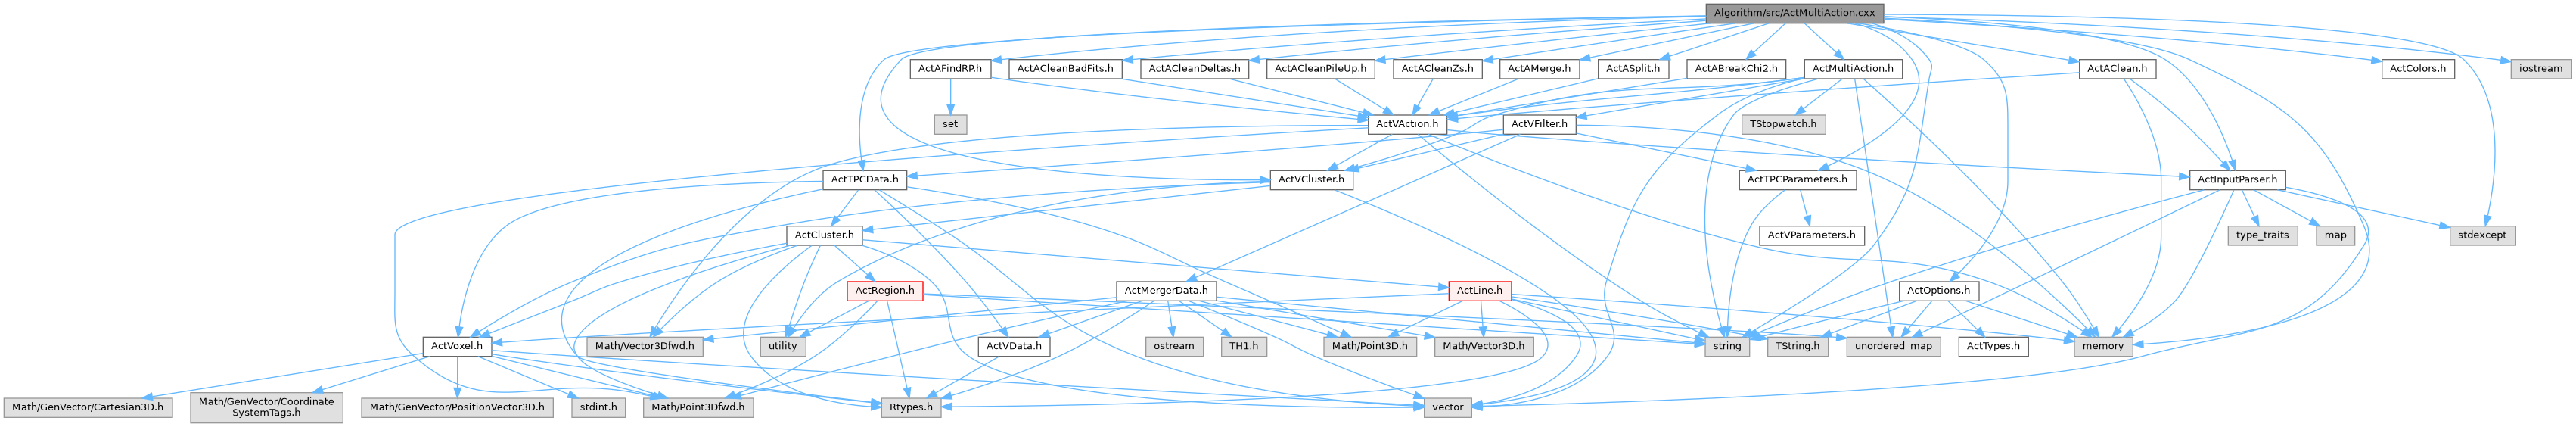 Algorithm/src/ActMultiAction.cxx
ActAFindRP.h
ActACleanBadFits.h
ActACleanDeltas.h
ActACleanPileUp.h
ActACleanZs.h
ActAMerge.h
ActASplit.h
ActABreakChi2.h
ActMultiAction.h
ActAClean.h
ActColors.h
iostream
set
ActVAction.h
ActVFilter.h
TStopwatch.h
ActTPCData.h
ActVCluster.h
ActTPCParameters.h
ActInputParser.h
ActCluster.h
ActVParameters.h
type_traits
map
stdexcept
ActRegion.h
ActMergerData.h
ActLine.h
ActOptions.h
ActVoxel.h
Math/Vector3Dfwd.h
utility
ActVData.h
ostream
TH1.h
Math/Point3D.h
Math/Vector3D.h
string
TString.h
unordered_map
ActTypes.h
memory
Math/GenVector/Cartesian3D.h
Math/GenVector/Coordinate
SystemTags.h
Math/GenVector/PositionVector3D.h
stdint.h
Math/Point3Dfwd.h
Rtypes.h
vector